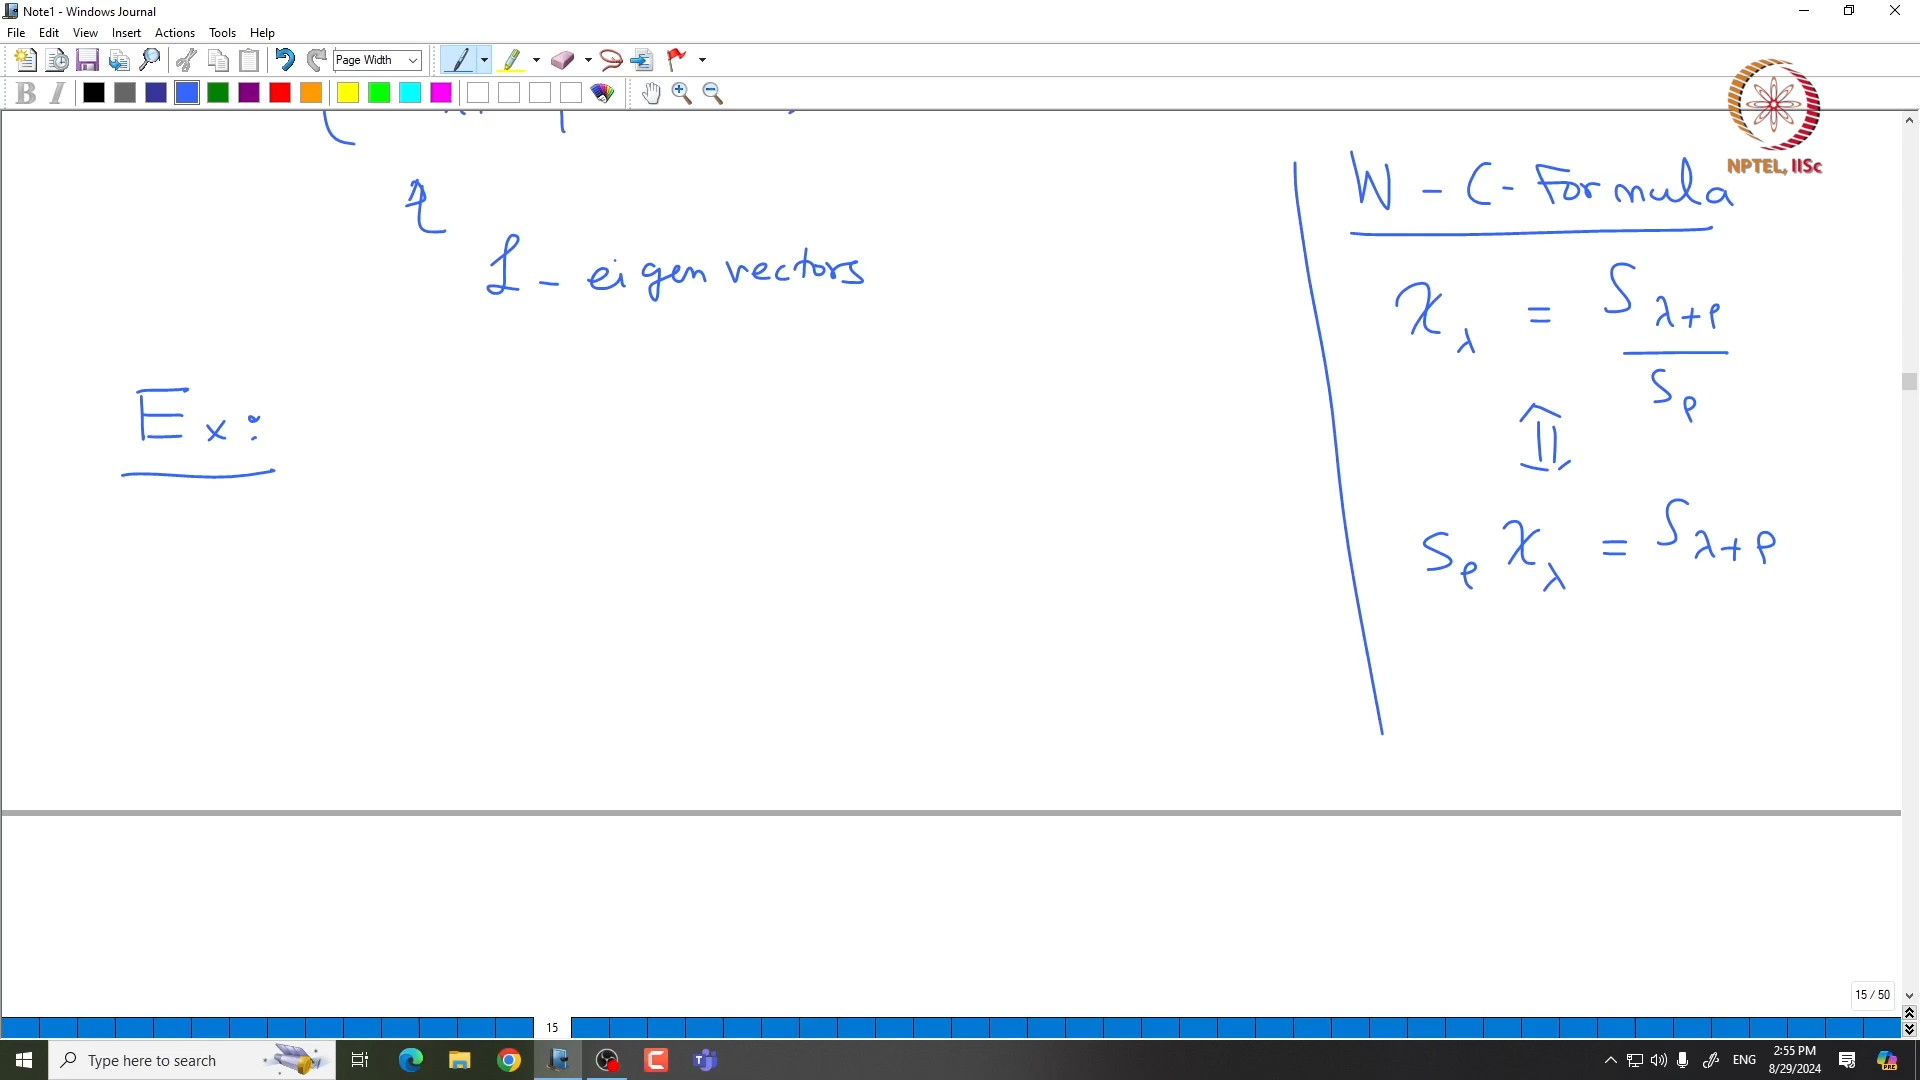 Note1 - Windows Journal
File Edit View Insert Actions Tools Help
Page Width
B I
NPTEL, IISc
W - C - Formula
L - eigen vectors
χ_λ = S_{λ+ρ} / S_ρ
Ex:
⇕
S_ρ χ_λ = S_{λ+ρ}
15 / 50
15
Type here to search
ENG
2:55 PM
8/29/2024